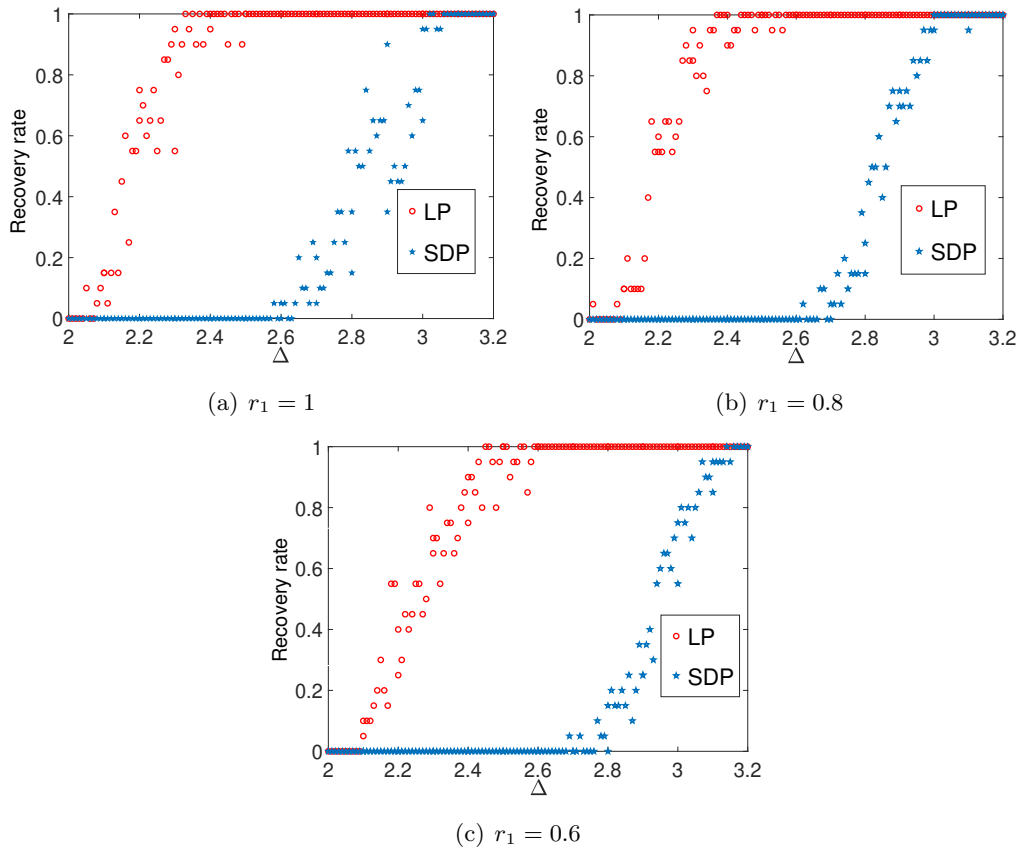 1
0.8
0.6
0.4
0.2
0
Recovery rate
LP
SDP
2 2.2 2.4 2.6 2.8 3 3.2
Δ
(a) r₁ = 1
1
0.8
0.6
0.4
0.2
0
Recovery rate
LP
SDP
2 2.2 2.4 2.6 2.8 3 3.2
Δ
(b) r₁ = 0.8
1
0.8
0.6
0.4
0.2
0
Recovery rate
LP
SDP
2 2.2 2.4 2.6 2.8 3 3.2
Δ
(c) r₁ = 0.6